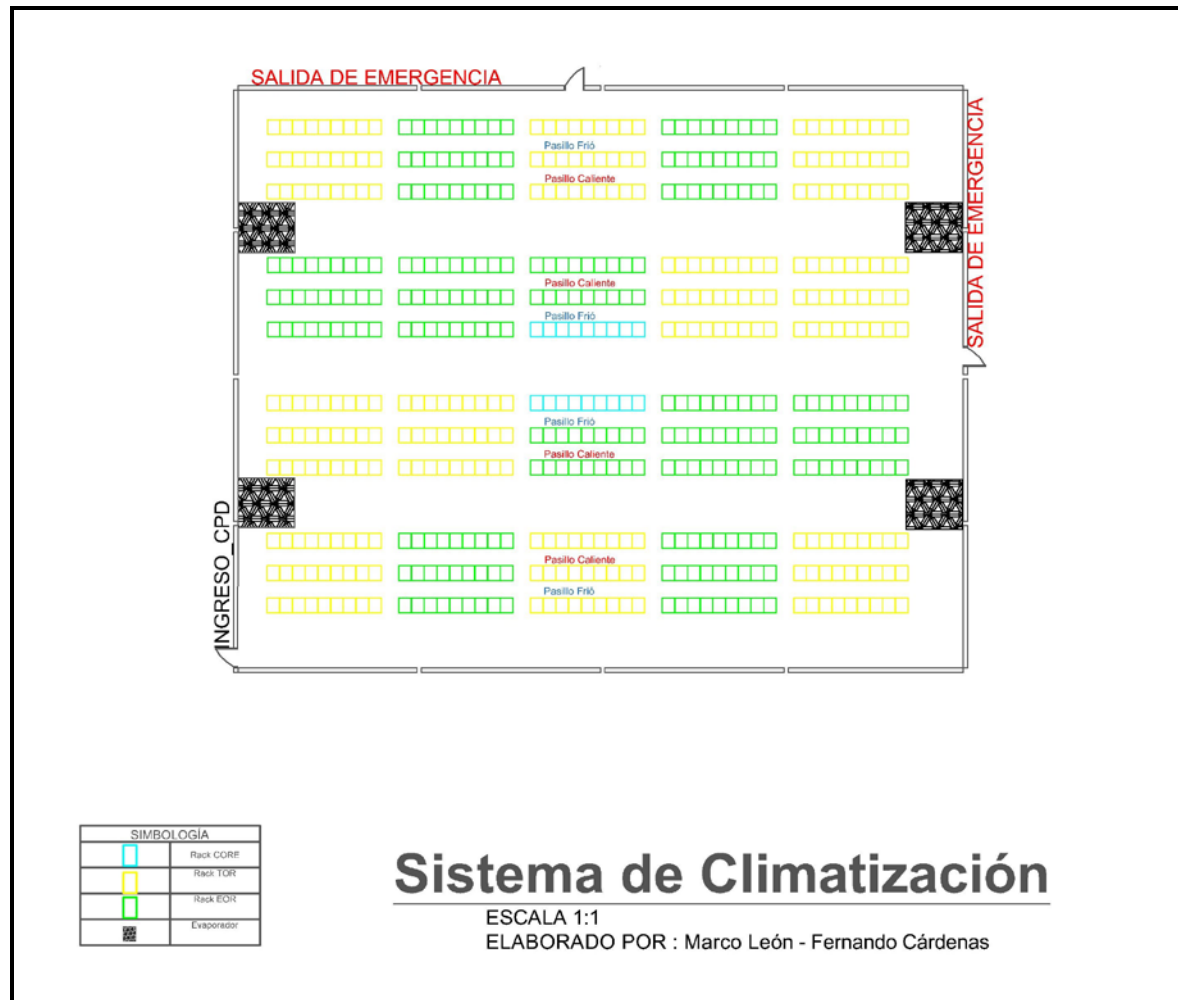 SALIDA DE EMERGENCIA
SALIDA DE EMERGENCIA
Pasillo Frió
Pasillo Caliente
Pasillo Caliente
Pasillo Frió
Pasillo Frió
Pasillo Caliente
INGRESO_CPD
Pasillo Caliente
Pasillo Frió
SIMBOLOGÍA
Rack CORE
Rack TOR
Rack EOR
Evaporador
Sistema de Climatización
ESCALA 1:1
ELABORADO POR : Marco León - Fernando Cárdenas